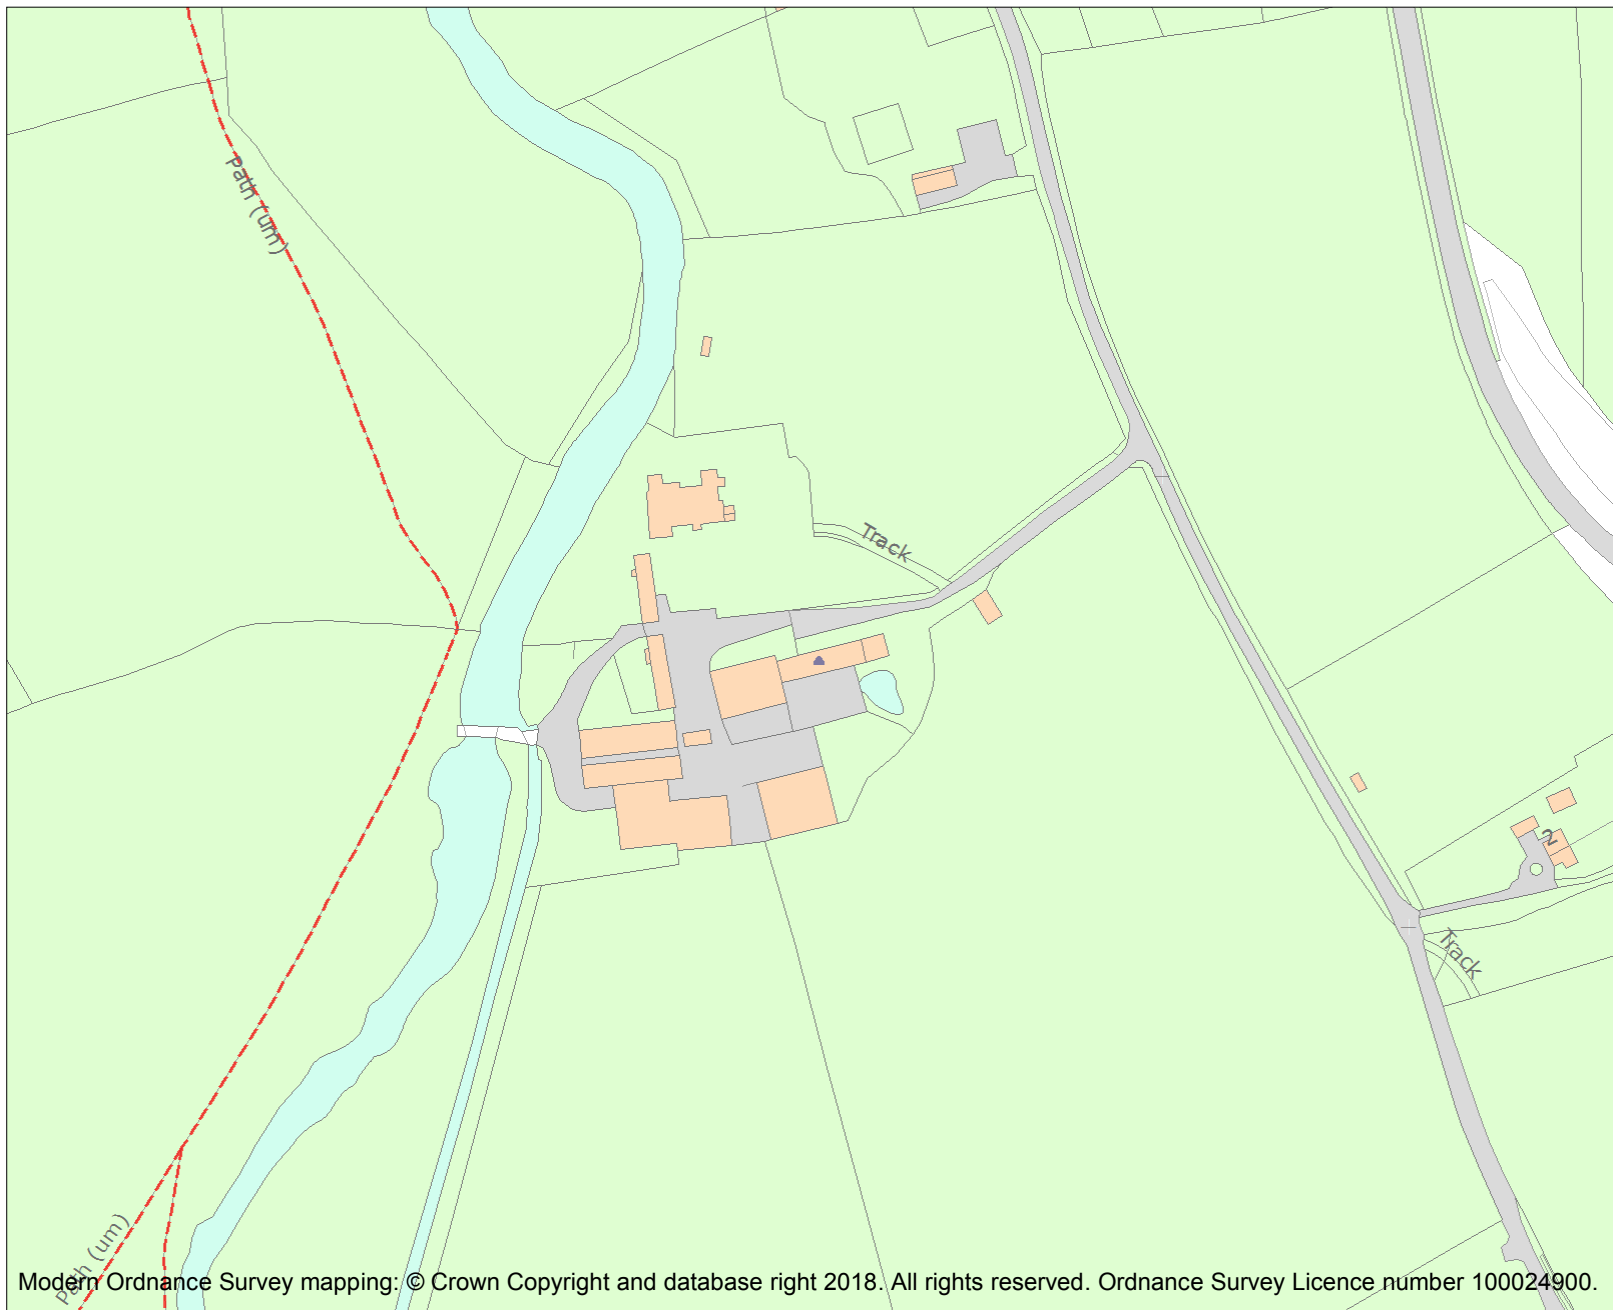 Path (um)
Track
2
Track
Path (um)
Modern Ordnance Survey mapping: © Crown Copyright and database right 2018. All rights reserved. Ordnance Survey Licence number 100024900.